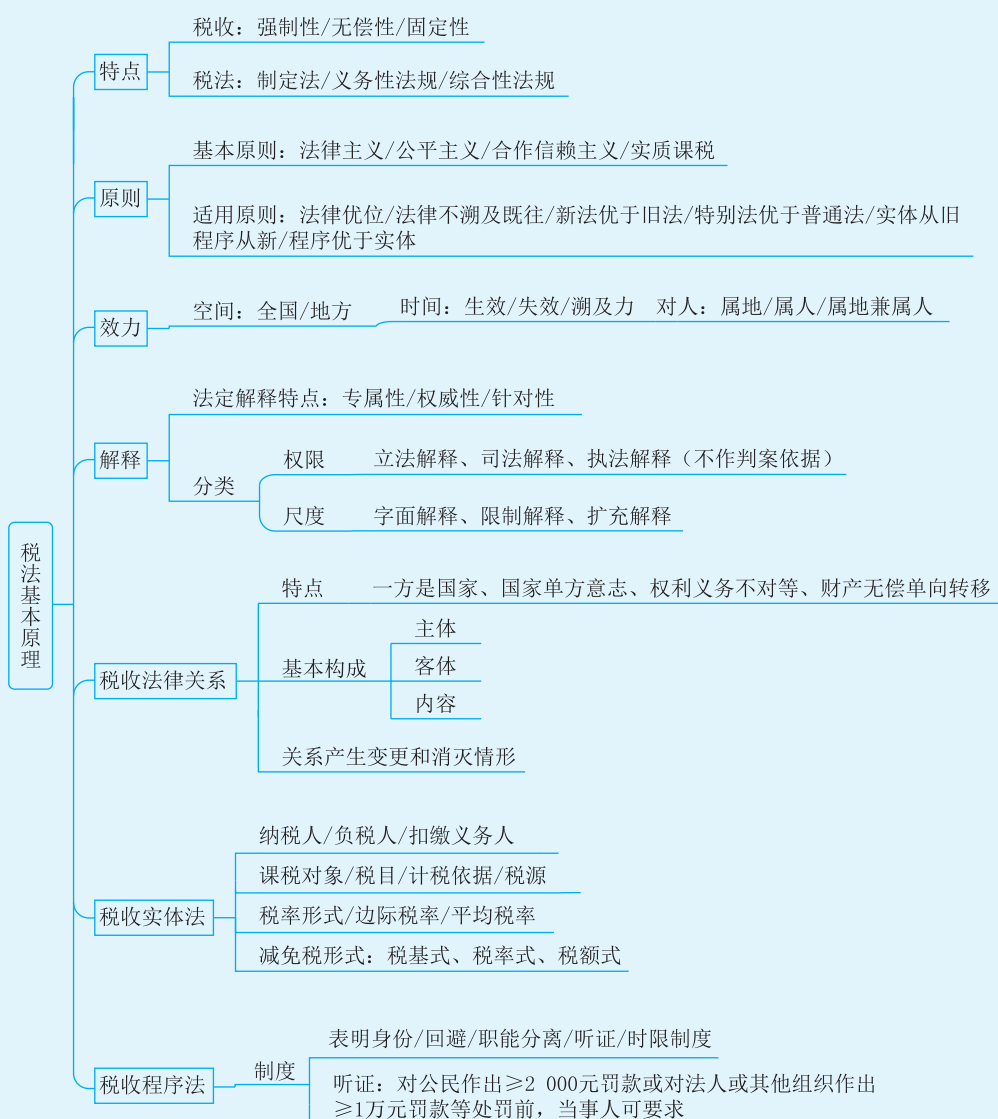 税收：强制性/无偿性/固定性
特点
税法：制定法/义务性法规/综合性法规
基本原则：法律主义/公平主义/合作信赖主义/实质课税
原则
适用原则：法律优位/法律不溯及既往/新法优于旧法/特别法优于普通法/实体从旧
程序从新/程序优于实体
效力
空间：全国/地方
时间：生效/失效/溯及力 对人：属地/属人/属地兼属人
法定解释特点：专属性/权威性/针对性
解释
分类
权限 立法解释、司法解释、执法解释（不作判案依据）
尺度 字面解释、限制解释、扩充解释
税法基本原理
特点 一方是国家、国家单方意志、权利义务不对等、财产无偿单向转移
税收法律关系
基本构成
主体
客体
内容
关系产生变更和消灭情形
纳税人/负税人/扣缴义务人
课税对象/税目/计税依据/税源
税收实体法
税率形式/边际税率/平均税率
减免税形式：税基式、税率式、税额式
税收程序法
制度
表明身份/回避/职能分离/听证/时限制度
听证：对公民作出≥2 000元罚款或对法人或其他组织作出
≥1万元罚款等处罚前，当事人可要求